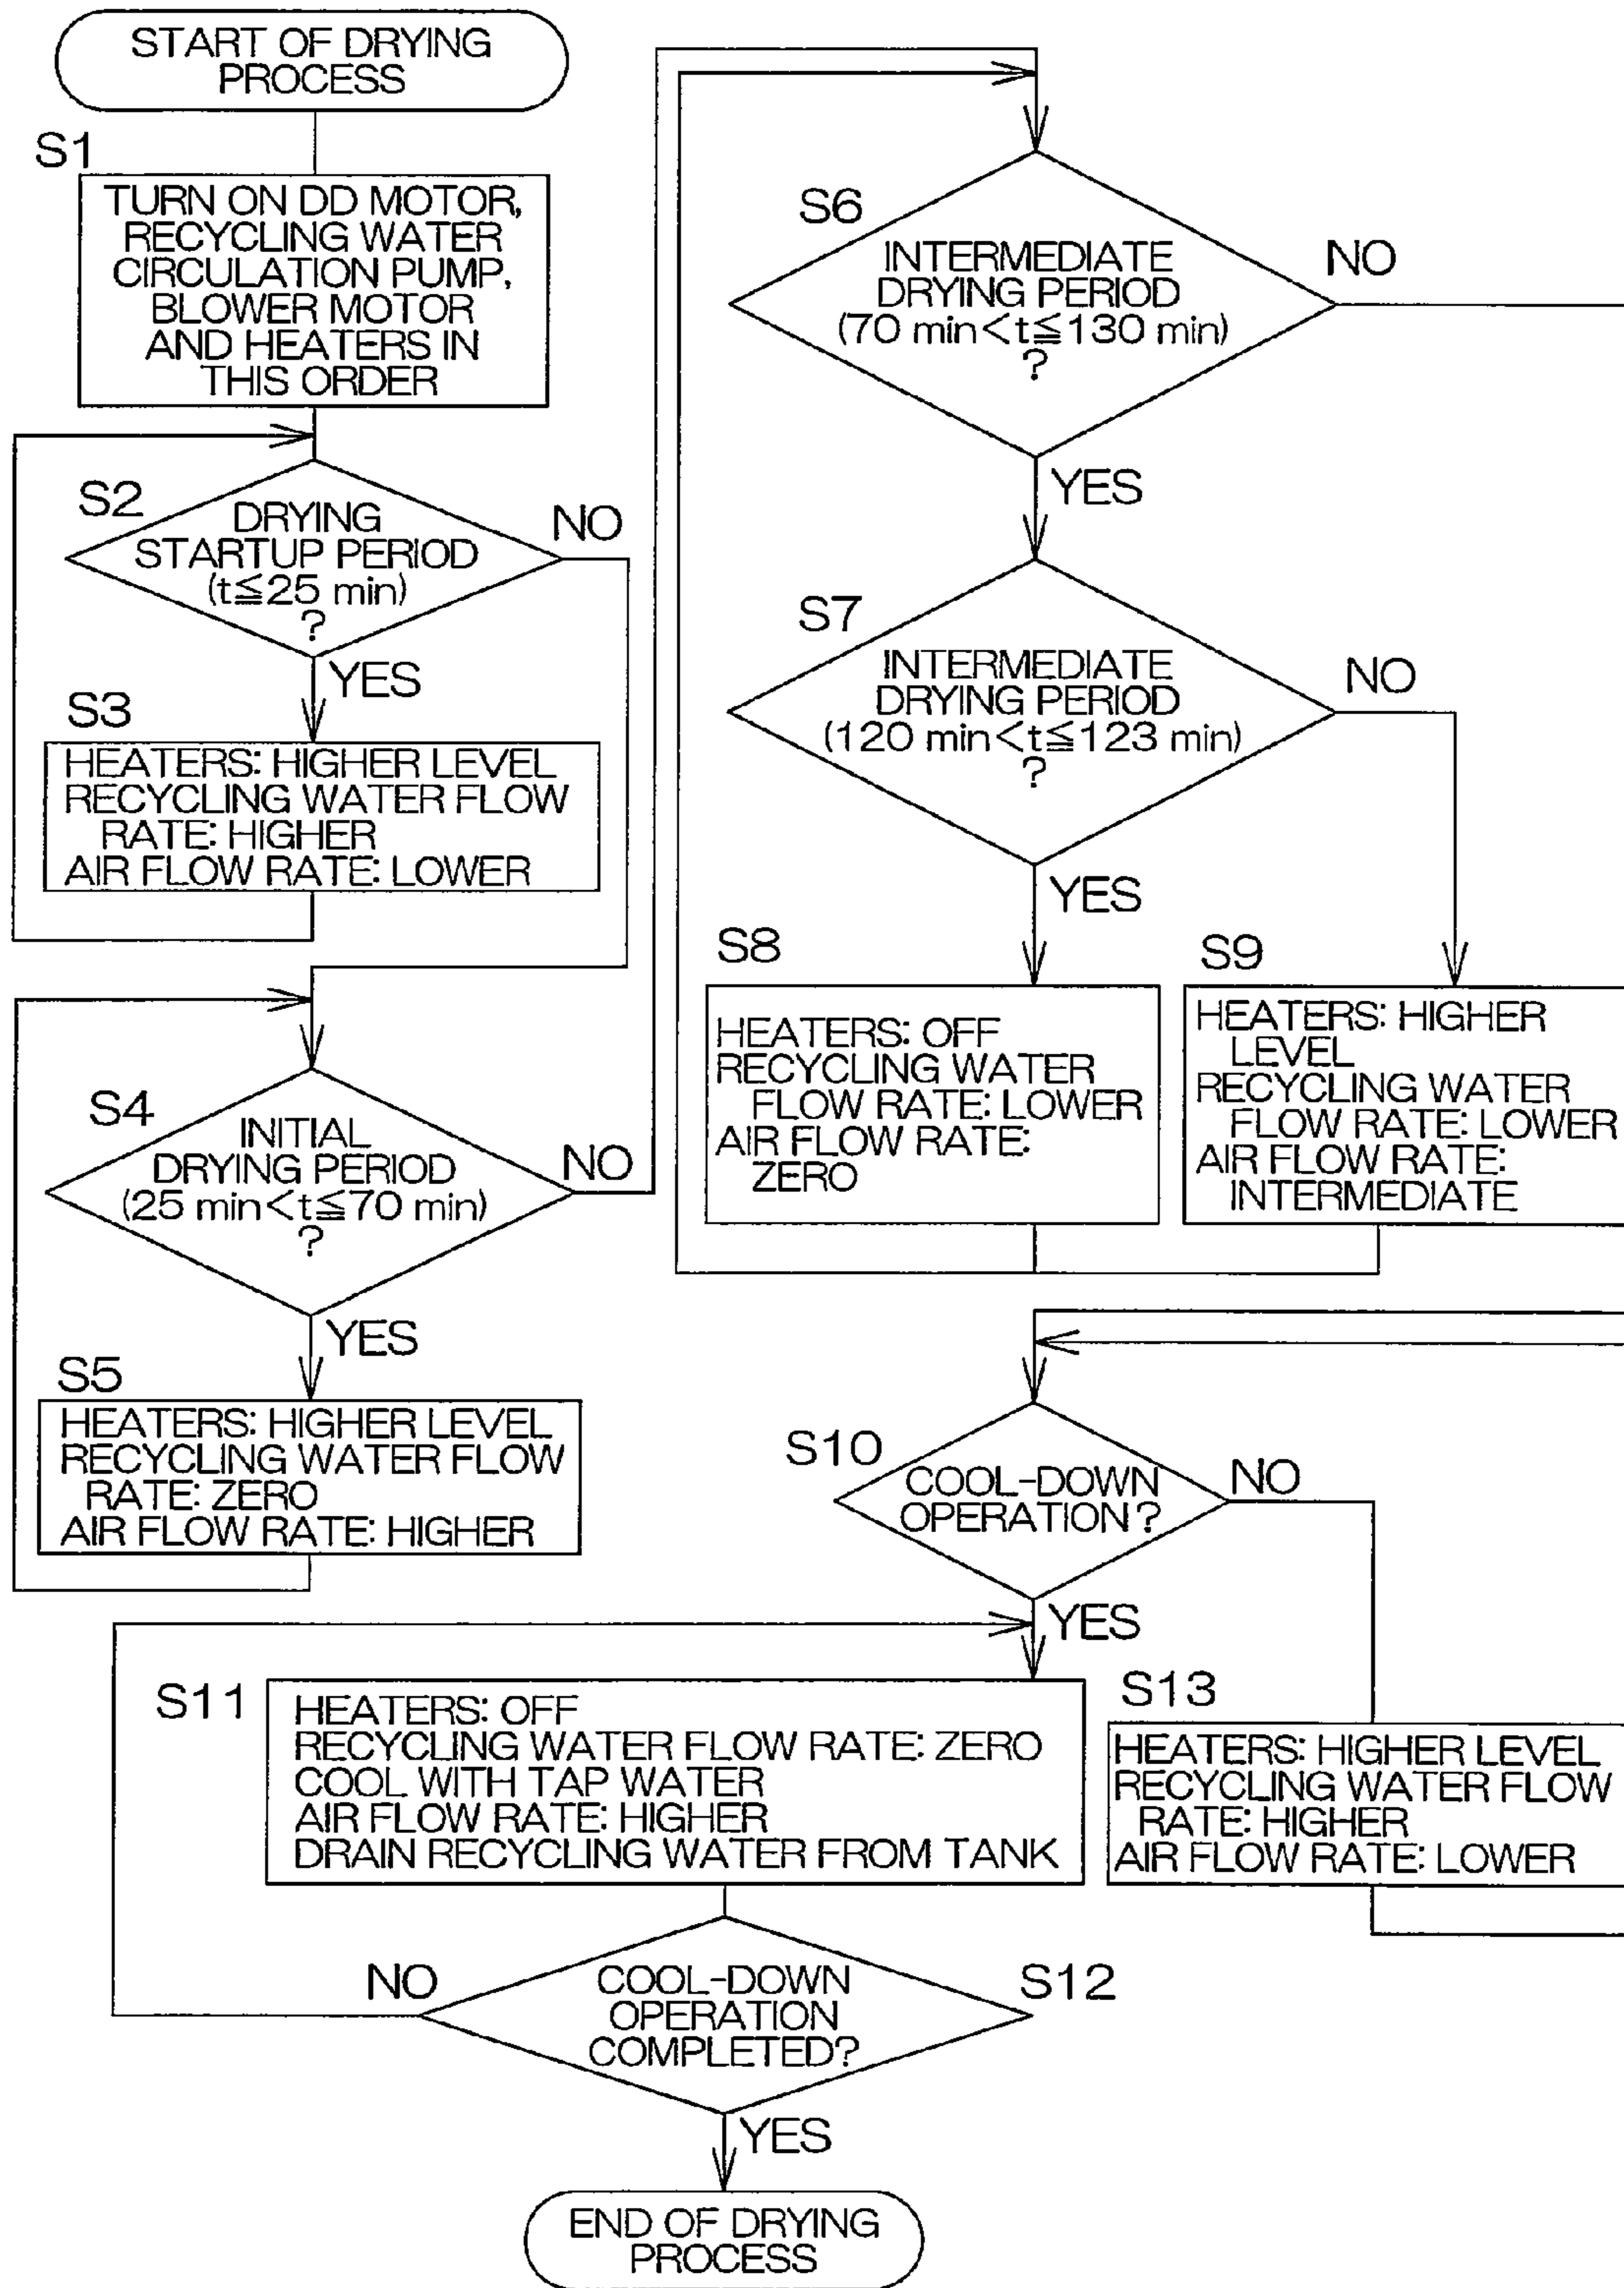 START OF DRYING
PROCESS
S1
TURN ON DD MOTOR,
RECYCLING WATER
CIRCULATION PUMP,
BLOWER MOTOR
AND HEATERS IN
THIS ORDER
S2
DRYING
STARTUP PERIOD
(t≦25 min)
?
NO
YES
S3
HEATERS: HIGHER LEVEL
RECYCLING WATER FLOW
RATE: HIGHER
AIR FLOW RATE: LOWER
S4
INITIAL
DRYING PERIOD
(25 min<t≦70 min)
?
NO
YES
S5
HEATERS: HIGHER LEVEL
RECYCLING WATER FLOW
RATE: ZERO
AIR FLOW RATE: HIGHER
S6
INTERMEDIATE
DRYING PERIOD
(70 min<t≦130 min)
?
NO
YES
S7
INTERMEDIATE
DRYING PERIOD
(120 min<t≦123 min)
?
NO
YES
S8
HEATERS: OFF
RECYCLING WATER
FLOW RATE: LOWER
AIR FLOW RATE:
ZERO
S9
HEATERS: HIGHER
LEVEL
RECYCLING WATER
FLOW RATE: LOWER
AIR FLOW RATE:
INTERMEDIATE
S10
COOL-DOWN
OPERATION?
NO
YES
S11
HEATERS: OFF
RECYCLING WATER FLOW RATE: ZERO
COOL WITH TAP WATER
AIR FLOW RATE: HIGHER
DRAIN RECYCLING WATER FROM TANK
S13
HEATERS: HIGHER LEVEL
RECYCLING WATER FLOW
RATE: HIGHER
AIR FLOW RATE: LOWER
S12
COOL-DOWN
OPERATION
COMPLETED?
NO
YES
END OF DRYING
PROCESS